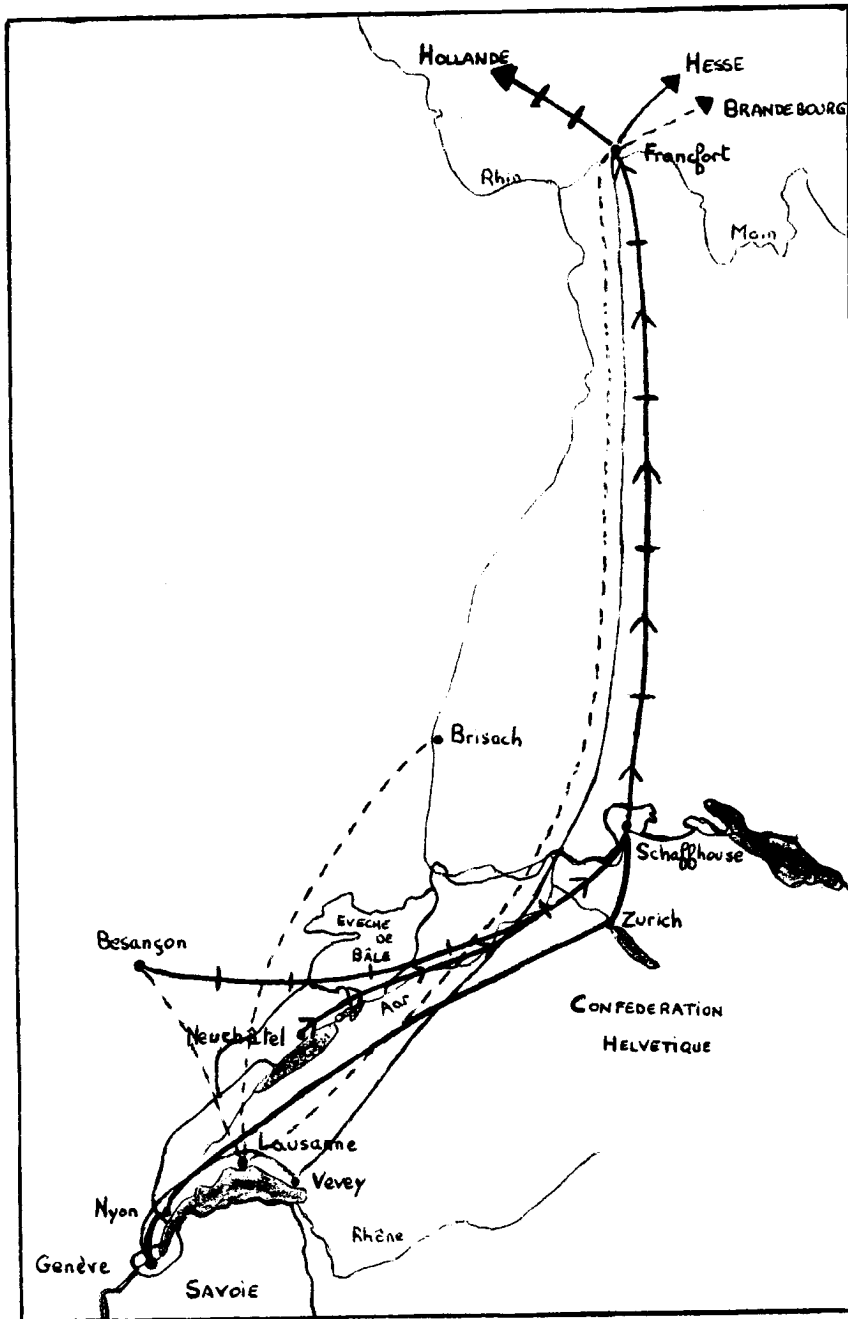 HOLLANDE
HESSE
BRANDEBOURG
Francfort
Rhin
Main
Brisach
Schaffhouse
Zurich
EVECHE
DE
BÂLE
Besançon
Aar
Neuchâtel
CONFEDERATION
HELVETIQUE
Lausanne
Vevey
Nyon
Rhône
Genève
SAVOIE